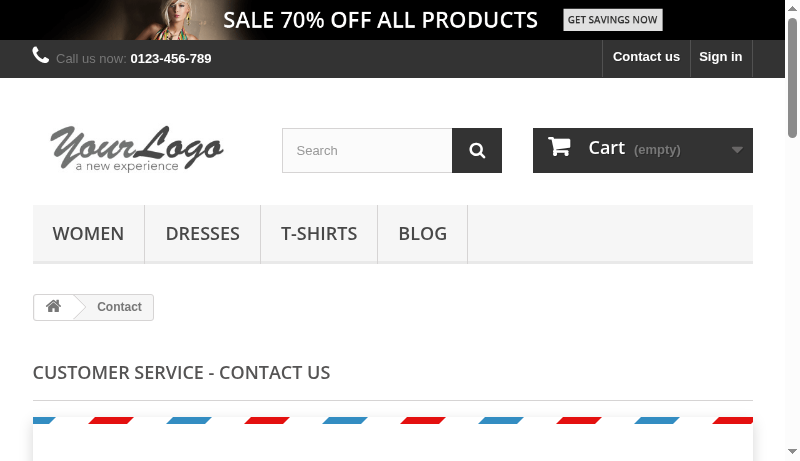 SALE 70% OFF ALL PRODUCTS GET SAVINGS NOW
Call us now: 0123-456-789 Contact us Sign in
YourLogo
a new experience
Search
Cart (empty)
WOMEN DRESSES T-SHIRTS BLOG
Contact
CUSTOMER SERVICE - CONTACT US